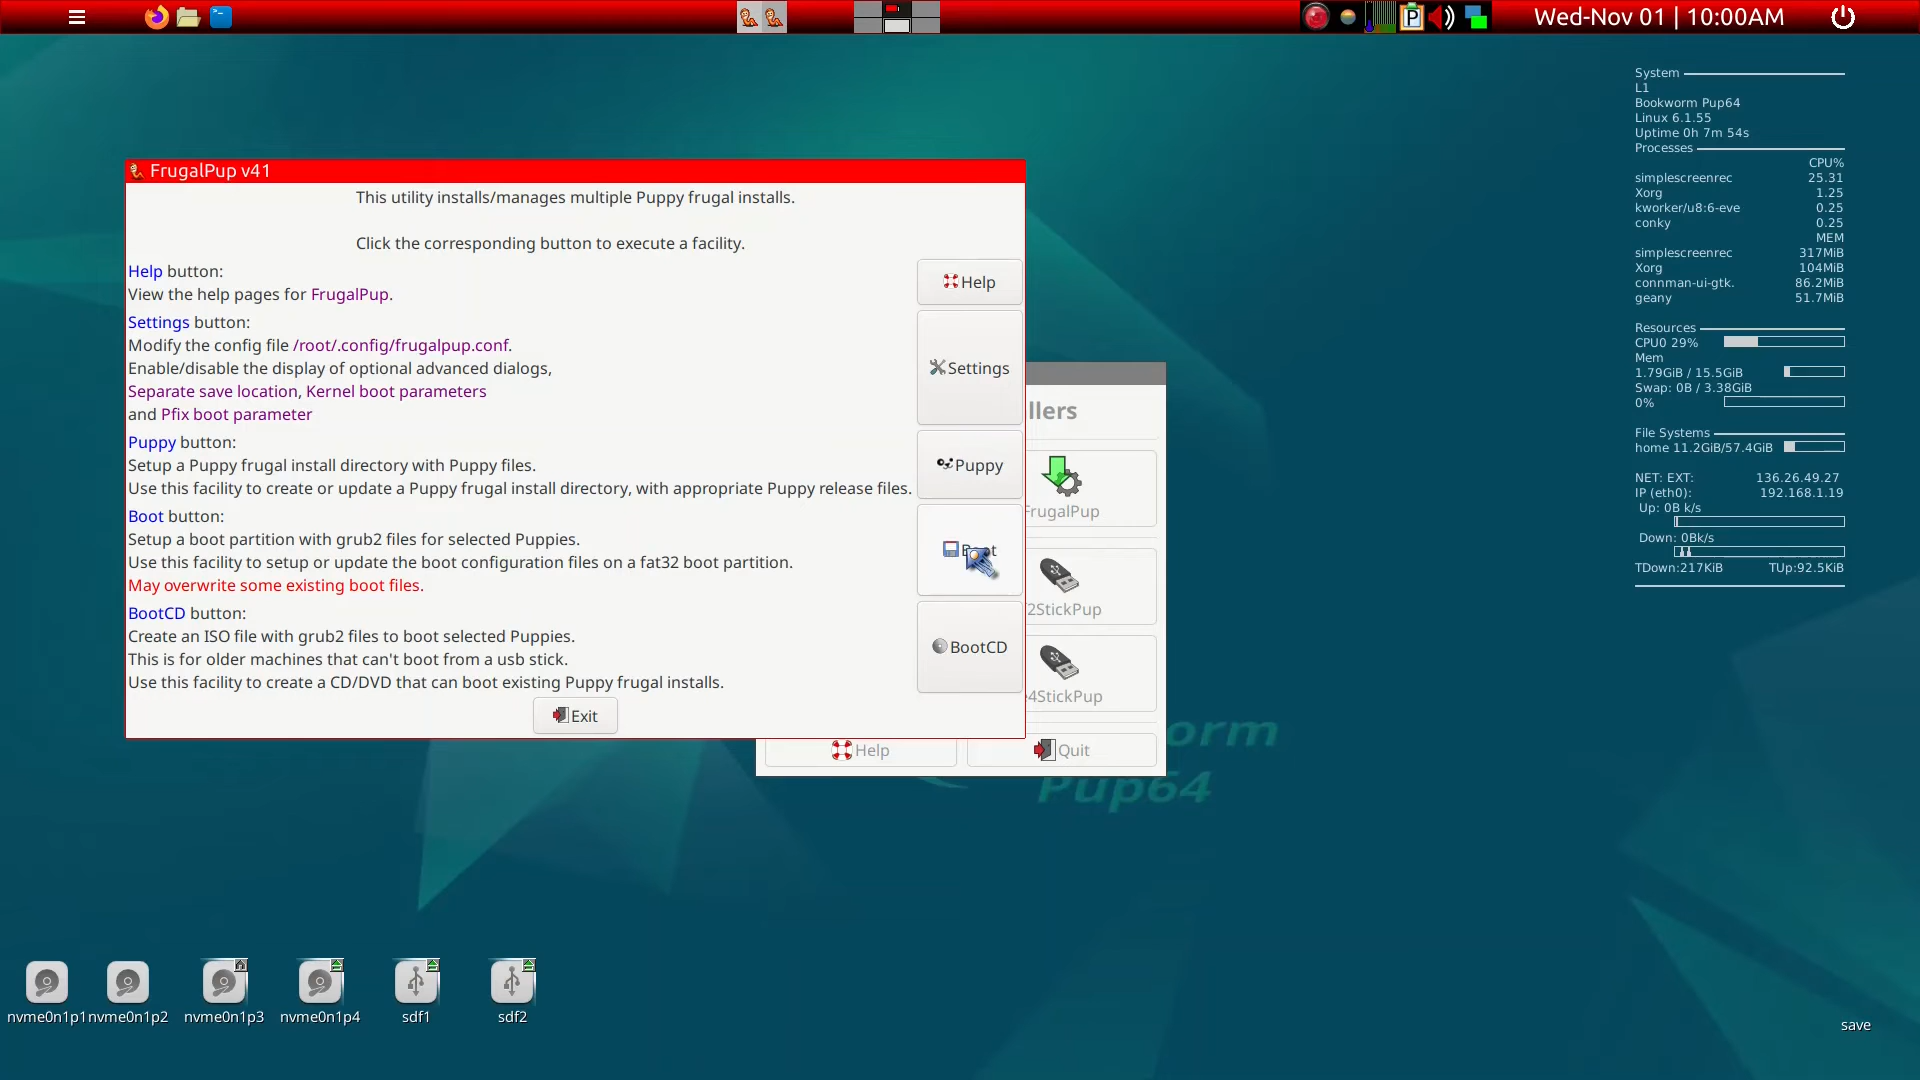 Wed-Nov 01 | 10:00AM
FrugalPup v41
This utility installs/manages multiple Puppy frugal installs.
Click the corresponding button to execute a facility.
Help button:
View the help pages for FrugalPup.
Help
Settings button:
Modify the config file /root/.config/frugalpup.conf.
Enable/disable the display of optional advanced dialogs,
Separate save location, Kernel boot parameters
and Pfix boot parameter
Settings
Puppy button:
Setup a Puppy frugal install directory with Puppy files.
Use this facility to create or update a Puppy frugal install directory, with appropriate Puppy release files.
Puppy
Boot button:
Setup a boot partition with grub2 files for selected Puppies.
Use this facility to setup or update the boot configuration files on a fat32 boot partition.
May overwrite some existing boot files.
BootCD button:
Create an ISO file with grub2 files to boot selected Puppies.
This is for older machines that can't boot from a usb stick.
Use this facility to create a CD/DVD that can boot existing Puppy frugal installs.
BootCD
Exit
llers
FrugalPup
2StickPup
4StickPup
Help
Quit
orm
Pup64
System
L1
Bookworm Pup64
Linux 6.1.55
Uptime 0h 7m 54s
Processes
CPU%
simplescreenrec 25.31
Xorg 1.25
kworker/u8:6-eve 0.25
conky 0.25
MEM
simplescreenrec 317MiB
Xorg 104MiB
connman-ui-gtk. 86.2MiB
geany 51.7MiB
Resources
CPU0 29%
Mem
1.79GiB / 15.5GiB
Swap: 0B / 3.38GiB
0%
File Systems
home 11.2GiB/57.4GiB
NET: EXT: 136.26.49.27
IP (eth0): 192.168.1.19
Up: 0B k/s
Down: 0Bk/s
TDown:217KiB TUp:92.5KiB
nvme0n1p1
nvme0n1p2
nvme0n1p3
nvme0n1p4
sdf1
sdf2
save